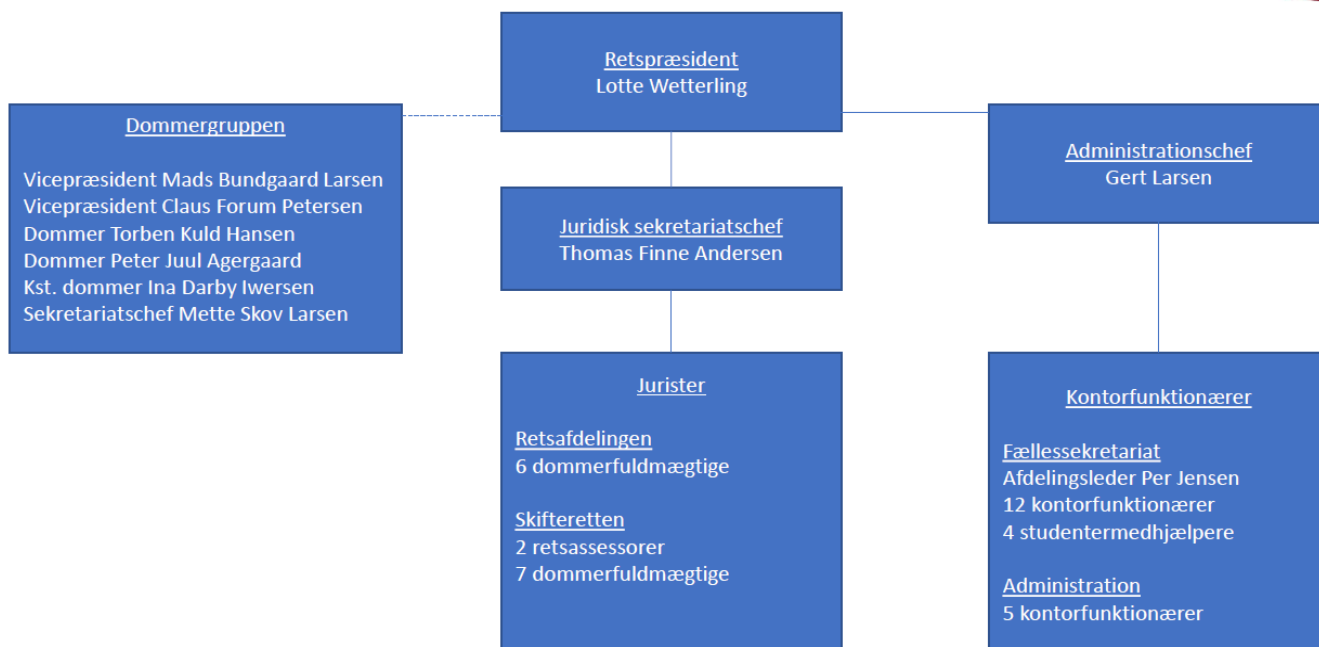 Retspræsident
Lotte Wetterling
Dommergruppen
Vicepræsident Mads Bundgaard Larsen
Vicepræsident Claus Forum Petersen
Dommer Torben Kuld Hansen
Dommer Peter Juul Agergaard
Kst. dommer Ina Darby Iwersen
Sekretariatschef Mette Skov Larsen
Juridisk sekretariatschef
Thomas Finne Andersen
Administrationschef
Gert Larsen
Jurister
Retsafdelingen
6 dommerfuldmægtige
Skifteretten
2 retsassessorer
7 dommerfuldmægtige
Kontorfunktionærer
Fællessekretariat
Afdelingsleder Per Jensen
12 kontorfunktionærer
4 studentermedhjælpere
Administration
5 kontorfunktionærer